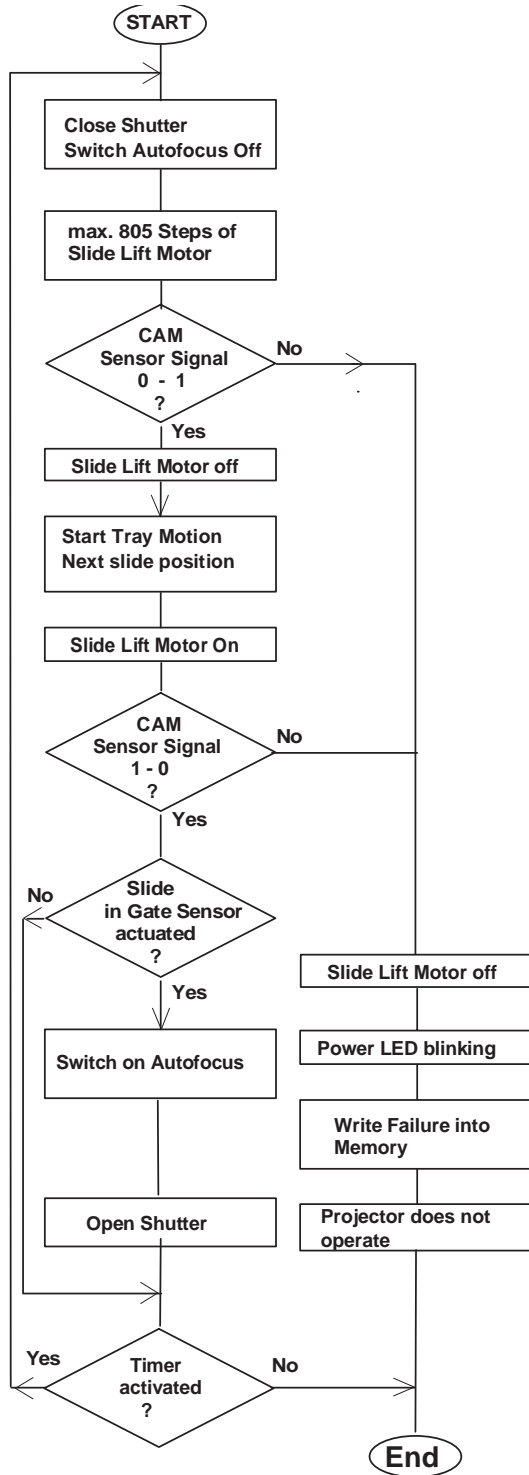 START
Close Shutter
Switch Autofocus Off
max. 805 Steps of
Slide Lift Motor
CAM
Sensor Signal
0 - 1
?
No
Yes
Slide Lift Motor off
Start Tray Motion
Next slide position
Slide Lift Motor On
CAM
Sensor Signal
1 - 0
?
No
Yes
Slide
in Gate Sensor
actuated
?
No
Yes
Switch on Autofocus
Open Shutter
Slide Lift Motor off
Power LED blinking
Write Failure into
Memory
Projector does not
operate
Timer
activated
?
Yes
No
End